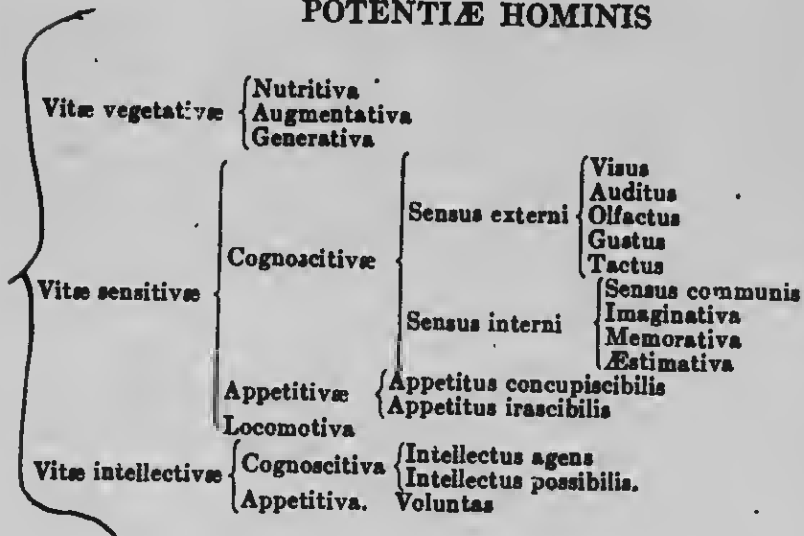 POTENTIÆ HOMINIS
Vitæ vegetativæ
Nutritiva
Augmentativa
Generativa
Vitæ sensitivæ
Cognoscitivæ
Sensus externi
Visus
Auditus
Olfactus
Gustus
Tactus
Sensus interni
Sensus communis
Imaginativa
Memorativa
Æstimativa
Appetitivæ
Appetitus concupiscibilis
Appetitus irascibilis
Locomotiva
Vitæ intellectivæ
Cognoscitiva
Intellectus agens
Intellectus possibilis.
Appetitiva. Voluntas